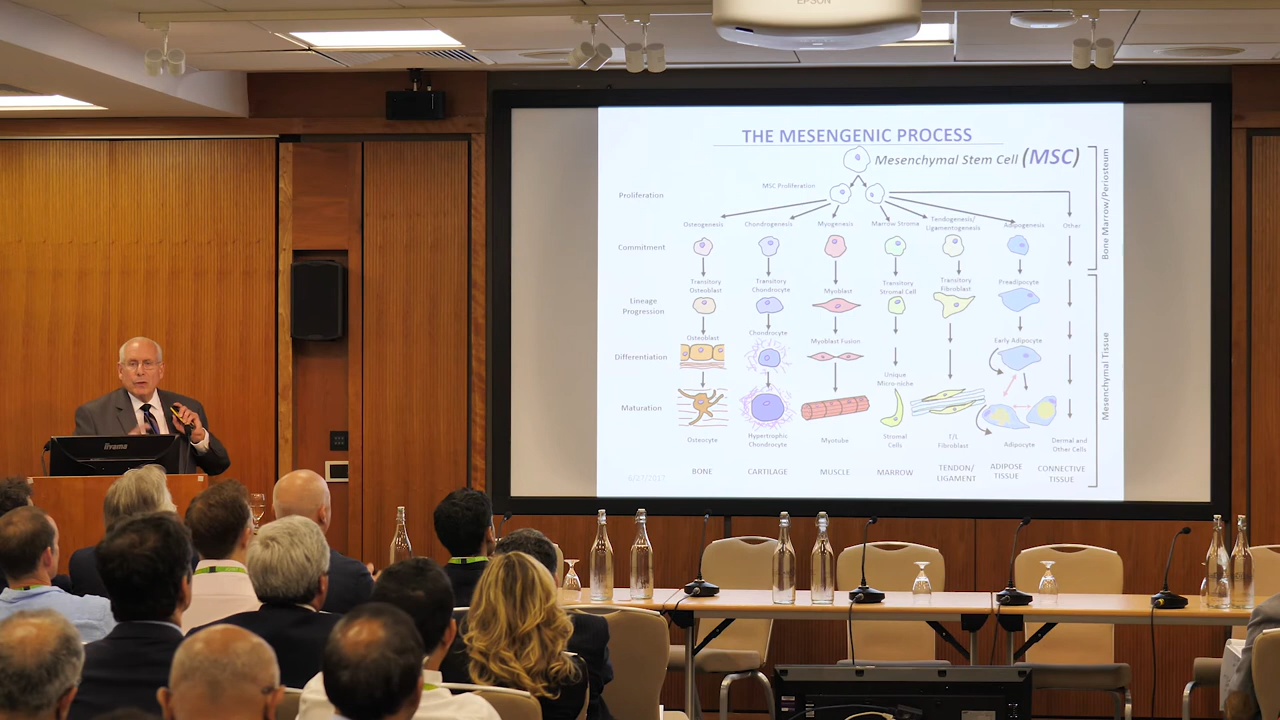 EPSON
THE MESENGENIC PROCESS
Mesenchymal Stem Cell (MSC)
Proliferation
MSC Proliferation
Osteogenesis
Chondrogenesis
Myogenesis
Marrow Stroma
Tendogenesis/
Ligamentogenesis
Adipogenesis
Other
Commitment
Transitory
Osteoblast
Transitory
Chondrocyte
Myoblast
Transitory
Stromal Cell
Transitory
Fibroblast
Preadipocyte
Lineage
Progression
Osteoblast
Chondrocyte
Myoblast Fusion
Early Adipocyte
Differentiation
Unique
Micro-niche
Maturation
Osteocyte
Hypertrophic
Chondrocyte
Myotube
Stromal
Cells
T/L
Fibroblast
Adipocyte
Dermal and
Other Cells
BONE
CARTILAGE
MUSCLE
MARROW
TENDON/
LIGAMENT
ADIPOSE
TISSUE
CONNECTIVE
TISSUE
Bone Marrow/Periosteum
Mesenchymal Tissue
8/27/2017
iiyama